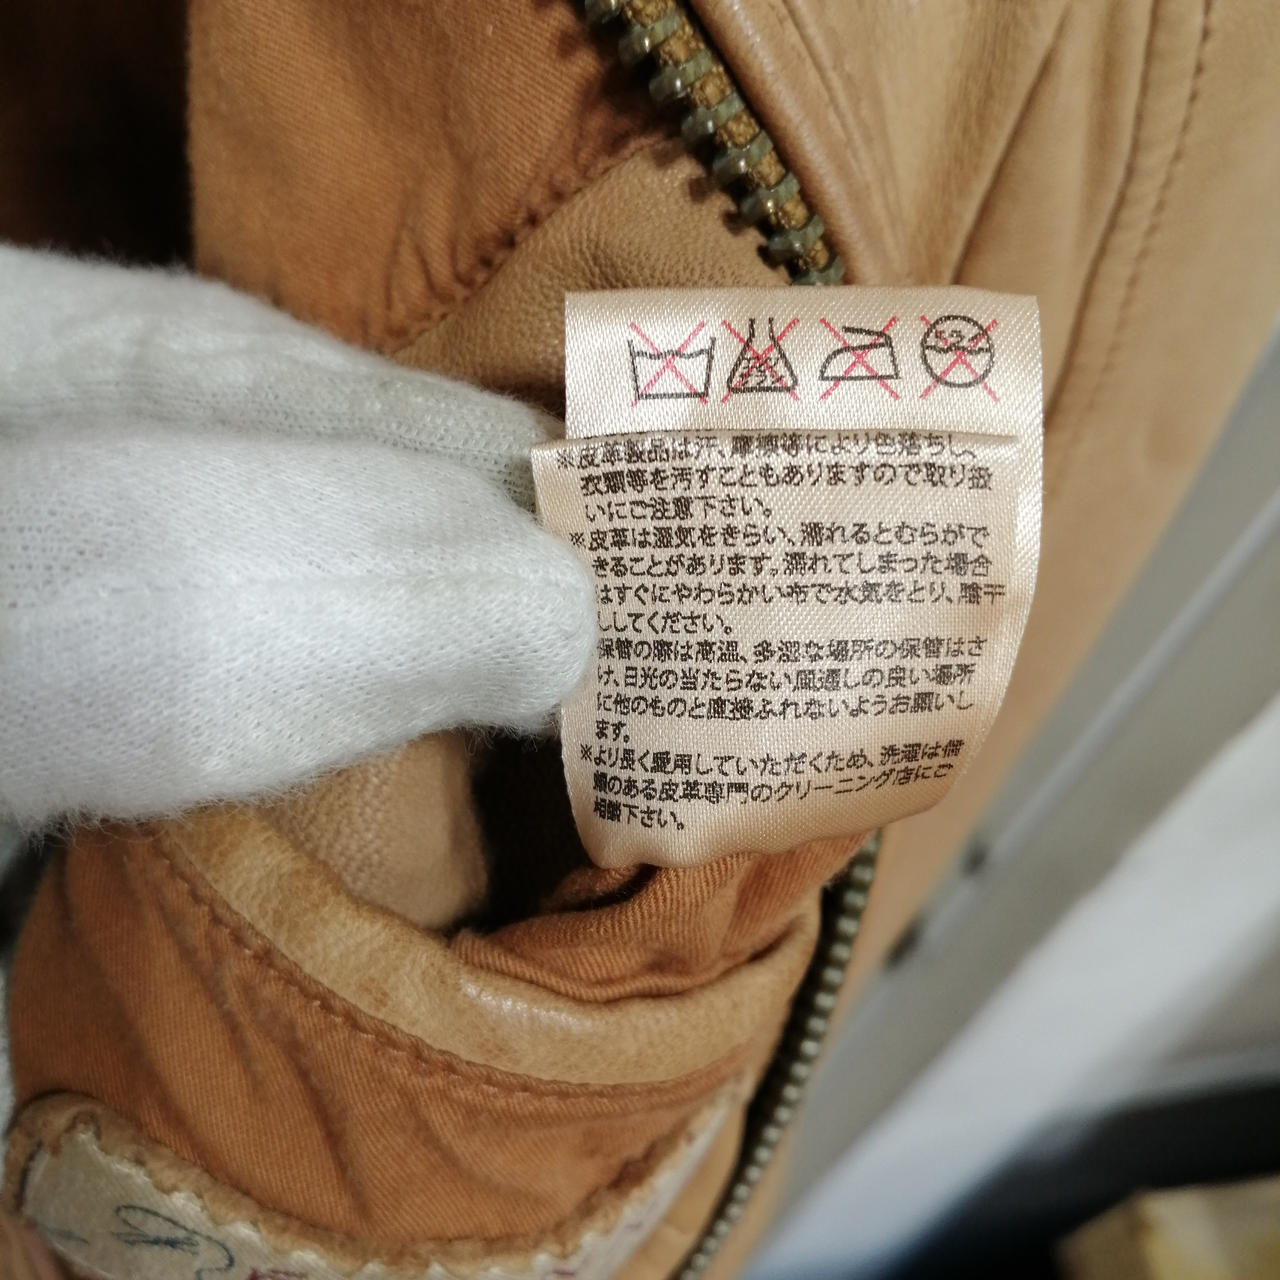 ※皮革製品は汗、摩擦等により色落ちし、
衣類等を汚すこともありますので取り扱
いにご注意下さい。
※皮革は湿気をきらい、濡れるとむらがで
きることがあります。濡れてしまった場合
はすぐにやわらかい布で水気をとり、陰干
ししてください。
保管の際は高温、多湿な場所の保管はさ
け、日光の当たらない風通しの良い場所
に他のものと直接ふれないようお願いし
ます。
※より長く愛用していただくため、洗濯は信
頼のある皮革専門のクリーニング店にご
相談下さい。